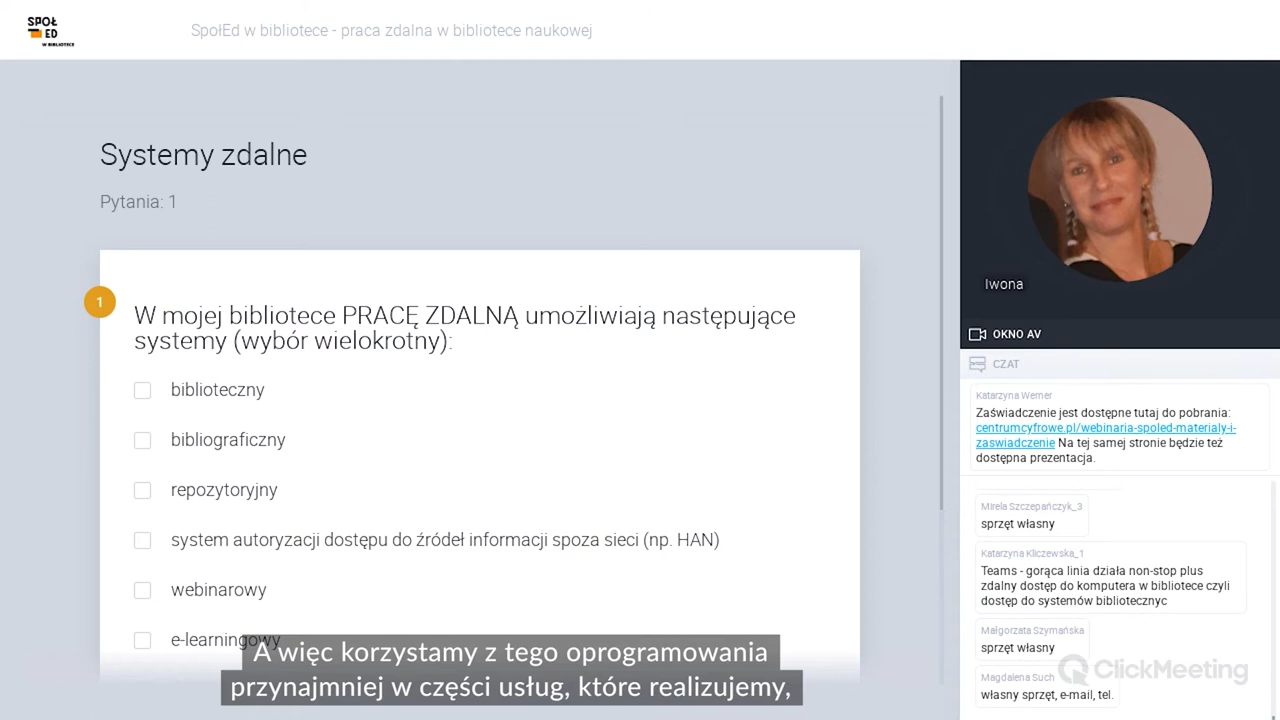 SPOŁ
ED
W BIBLIOTECE
SpołEd w bibliotece - praca zdalna w bibliotece naukowej
Systemy zdalne
Pytania: 1
1
W mojej bibliotece PRACĘ ZDALNĄ umożliwiają następujące
systemy (wybór wielokrotny):
biblioteczny
bibliograficzny
repozytoryjny
system autoryzacji dostępu do źródeł informacji spoza sieci (np. HAN)
webinarowy
e-learningowy
A więc korzystamy z tego oprogramowania
przynajmniej w części usług, które realizujemy,
Iwona
OKNO AV
CZAT
Katarzyna Werner
Zaświadczenie jest dostępne tutaj do pobrania:
centrumcyfrowe.pl/webinaria-spoled-materialy-i-
zaswiadczenie Na tej samej stronie będzie też
dostępna prezentacja.
Mirela Szczepańczyk_3
sprzęt własny
Katarzyna Kliczewska_1
Teams - gorąca linia działa non-stop plus
zdalny dostęp do komputera w bibliotece czyli
dostęp do systemów bibliotecznyc
Małgorzata Szymańska
sprzęt własny
Magdalena Such
własny sprzęt, e-mail, tel.
ClickMeeting